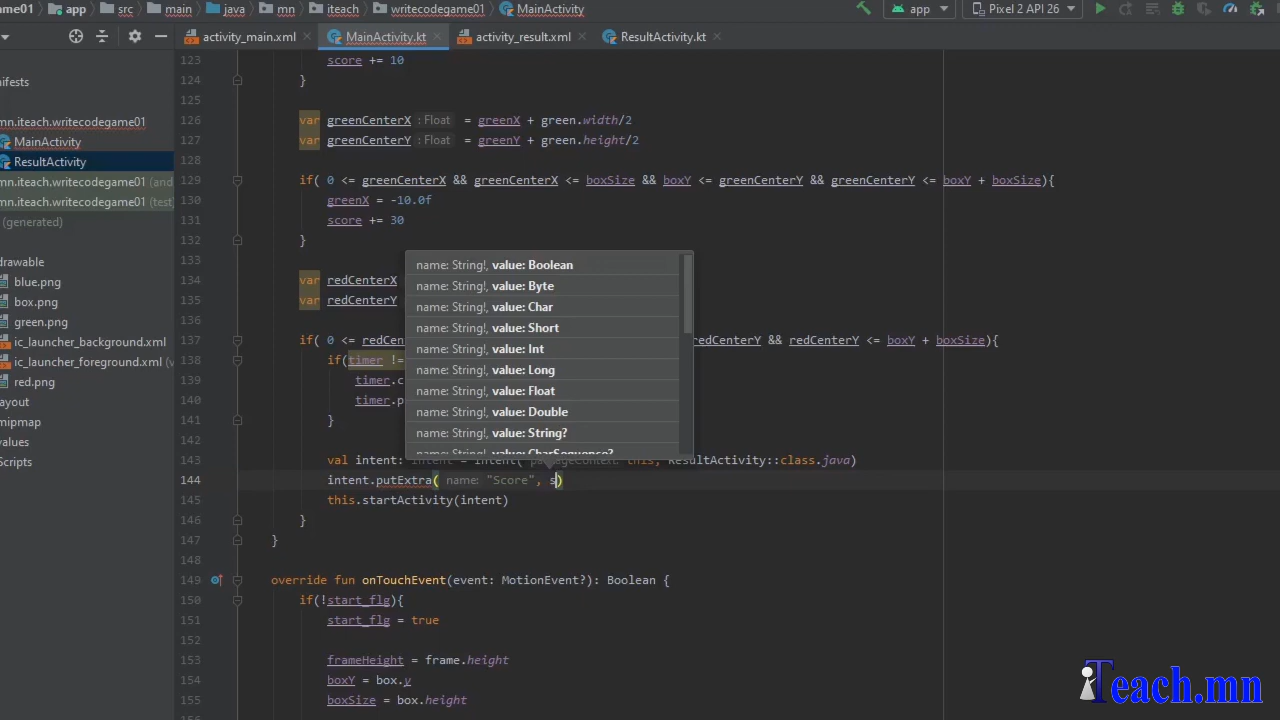 me01 app src main java mn iteach writecodegame01 MainActivity app Pixel 2 API 26
activity_main.xml MainActivity.kt activity_result.xml ResultActivity.kt
nifests
mn.iteach.writecodegame01
MainActivity
ResultActivity
mn.iteach.writecodegame01 (and
mn.iteach.writecodegame01 (test)
(generated)
drawable
blue.png
box.png
green.png
ic_launcher_background.xml
ic_launcher_foreground.xml
red.png
ayout
mipmap
values
Scripts
123 score += 10
124 }
125
126 var greenCenterX : Float = greenX + green.width/2
127 var greenCenterY : Float = greenY + green.height/2
128
129 if( 0 <= greenCenterX && greenCenterX <= boxSize && boxY <= greenCenterY && greenCenterY <= boxY + boxSize){
130 greenX = -10.0f
131 score += 30
132 }
133
134 var redCenterX
135 var redCenterY
136
137 if( 0 <= redCen redCenterY && redCenterY <= boxY + boxSize){
138 if(timer !=
139 timer.c
140 timer.p
141 }
142
143 val intent: Intent = Intent( this, ResultActivity::class.java)
144 intent.putExtra( name: "Score", s)
145 this.startActivity(intent)
146 }
147 }
148
149 override fun onTouchEvent(event: MotionEvent?): Boolean {
150 if(!start_flg){
151 start_flg = true
152
153 frameHeight = frame.height
154 boxY = box.y
155 boxSize = box.height
name: String!, value: Boolean
name: String!, value: Byte
name: String!, value: Char
name: String!, value: Short
name: String!, value: Int
name: String!, value: Long
name: String!, value: Float
name: String!, value: Double
name: String!, value: String?
name: String!, value: CharSequence?
iTeach.mn